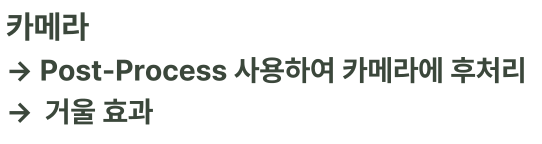 카메라
→ Post-Process 사용하여 카메라에 후처리
→ 거울 효과